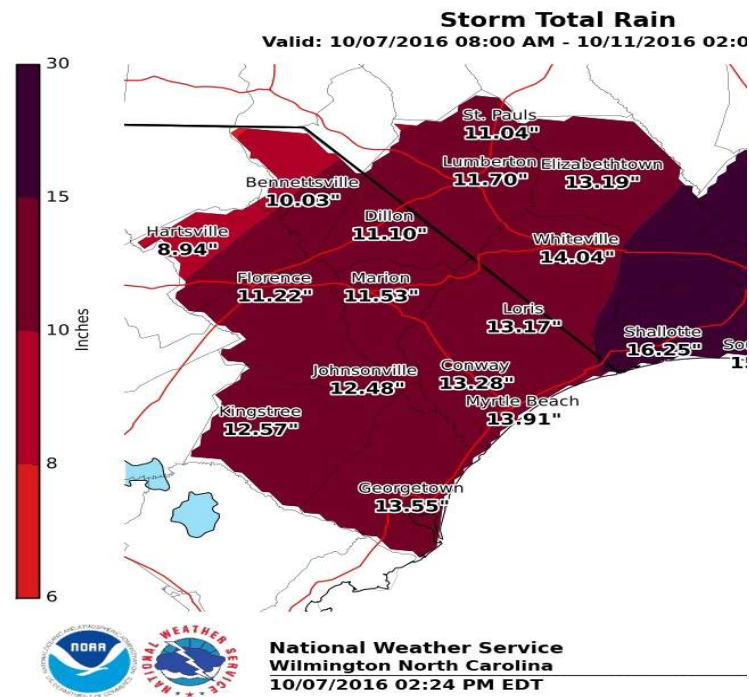 Storm Total Rain
Valid: 10/07/2016 08:00 AM - 10/11/2016 02:0
30
15
10
8
6
Inches
St. Pauls
11.04"
Lumberton
11.70"
Elizabethtown
13.19"
Bennettsville
10.03"
Dillon
11.10"
Hartsville
8.94"
Whiteville
14.04"
Florence
11.22"
Marion
11.53"
Loris
13.17"
Shallotte
16.25"
Johnsonville
12.48"
Conway
13.28"
Myrtle Beach
13.91"
Kingstree
12.57"
Georgetown
13.55"
NOAA
NATIONAL WEATHER SERVICE
National Weather Service
Wilmington North Carolina
10/07/2016 02:24 PM EDT